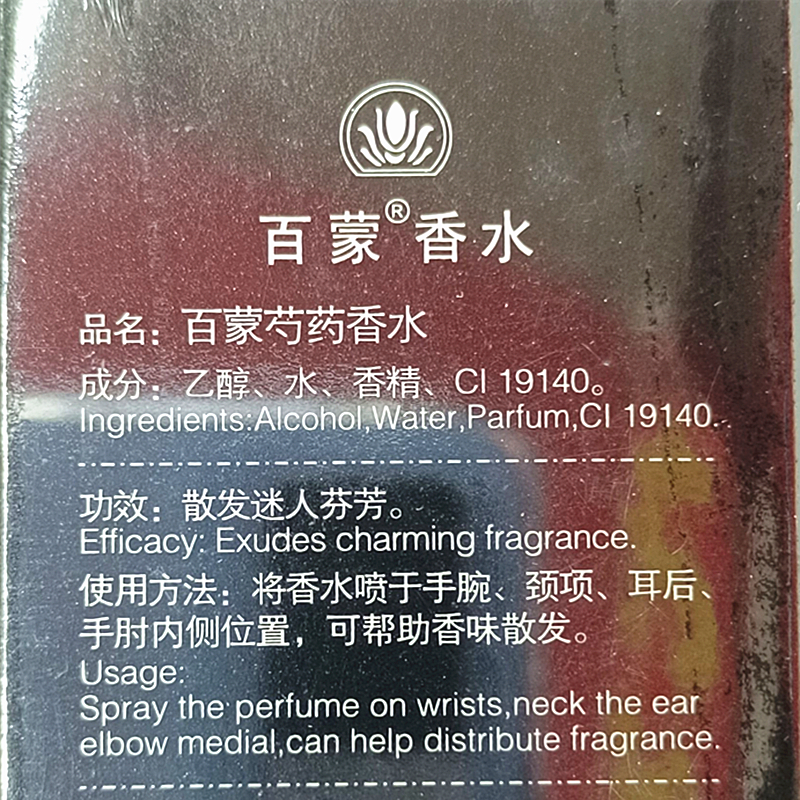 百蒙®香水
品名：百蒙芍药香水
成分：乙醇、水、香精、CI 19140。
Ingredients:Alcohol,Water,Parfum,CI 19140.
功效：散发迷人芬芳。
Efficacy: Exudes charming fragrance.
使用方法：将香水喷于手腕、颈项、耳后、
手肘内侧位置，可帮助香味散发。
Usage:
Spray the perfume on wrists,neck the ear
elbow medial,can help distribute fragrance.